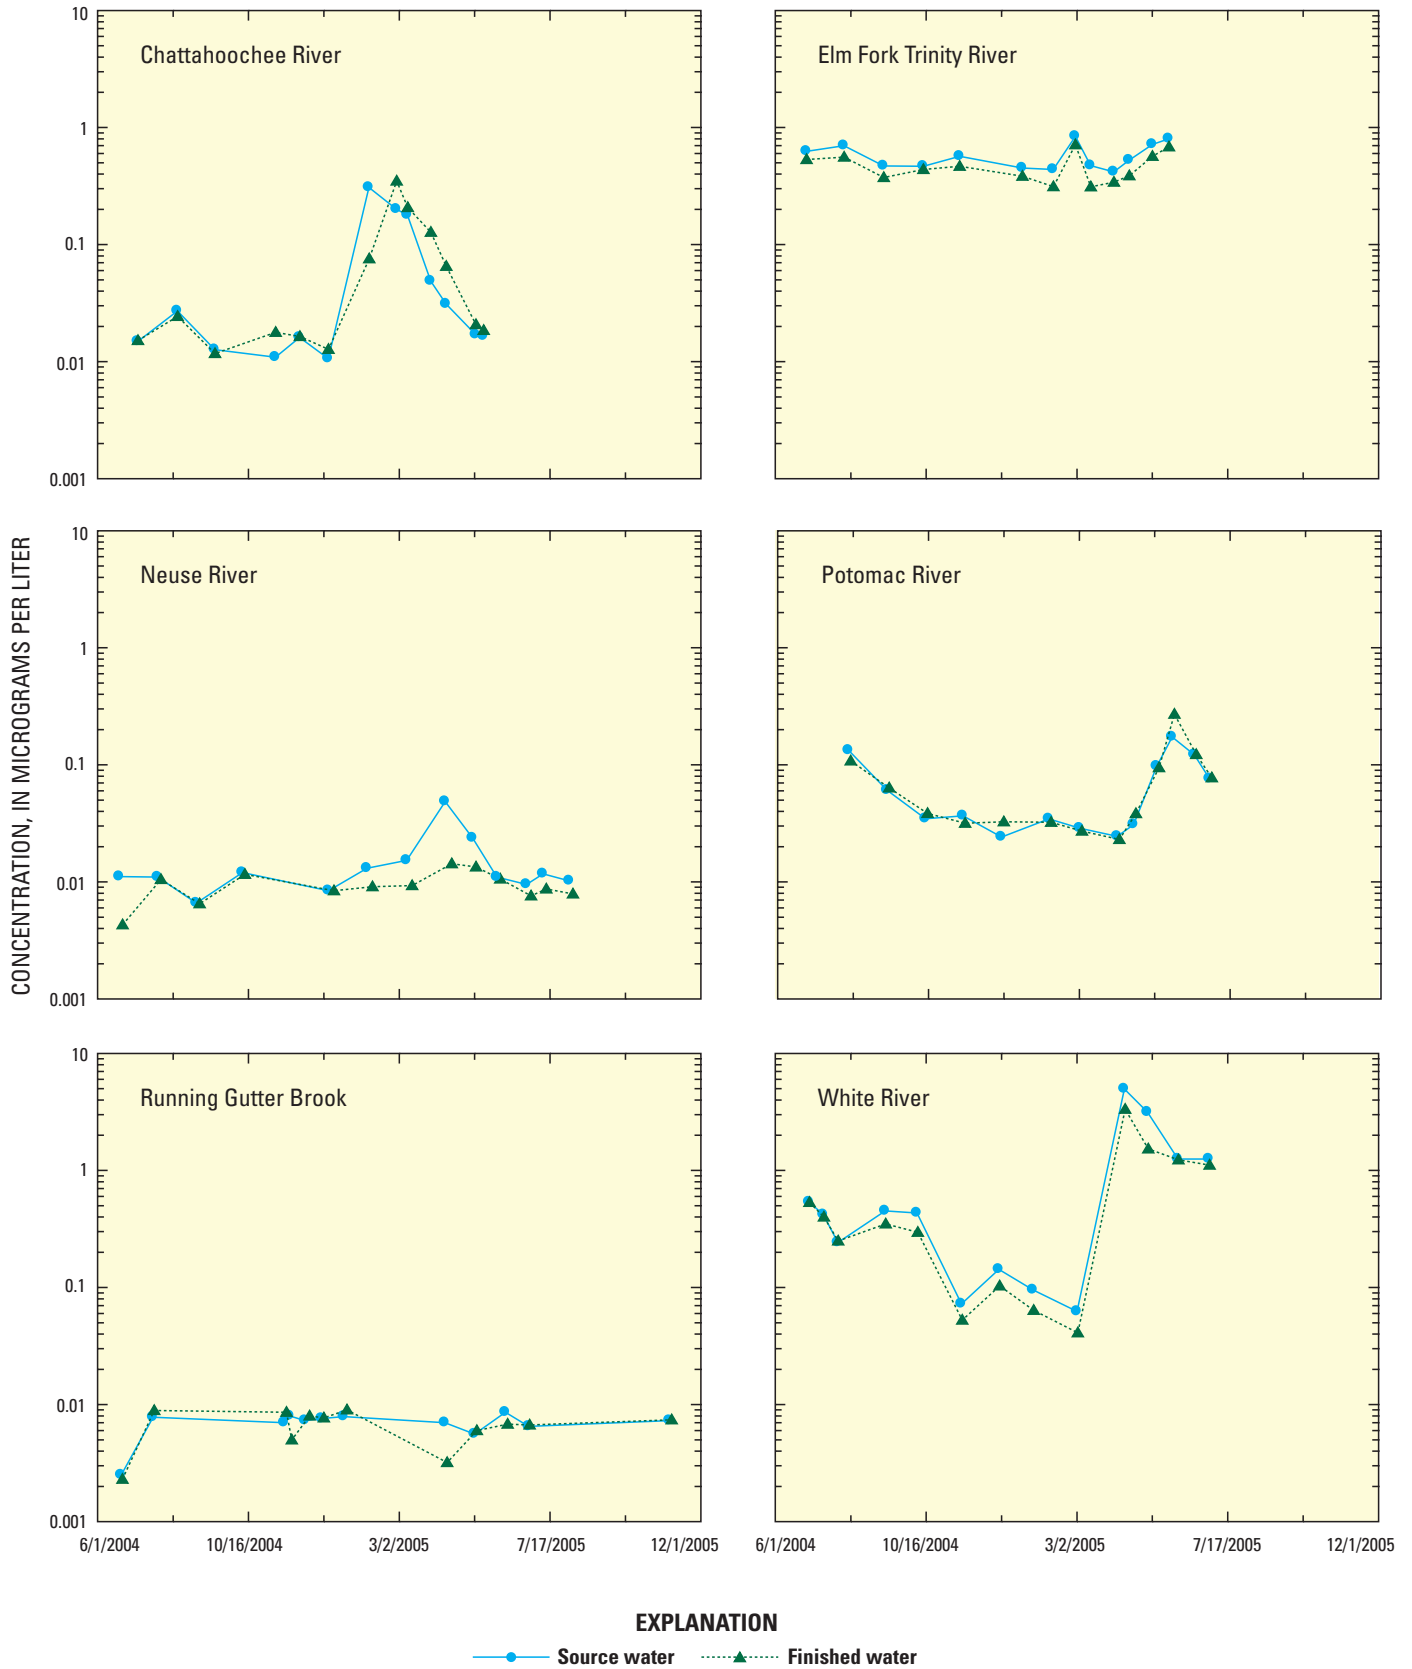 10
1
0.1
0.01
0.001
Chattahoochee River
Elm Fork Trinity River
CONCENTRATION, IN MICROGRAMS PER LITER
10
1
0.1
0.01
0.001
Neuse River
Potomac River
10
1
0.1
0.01
0.001
Running Gutter Brook
White River
6/1/2004 10/16/2004 3/2/2005 7/17/2005 12/1/2005
6/1/2004 10/16/2004 3/2/2005 7/17/2005 12/1/2005
EXPLANATION
Source water Finished water